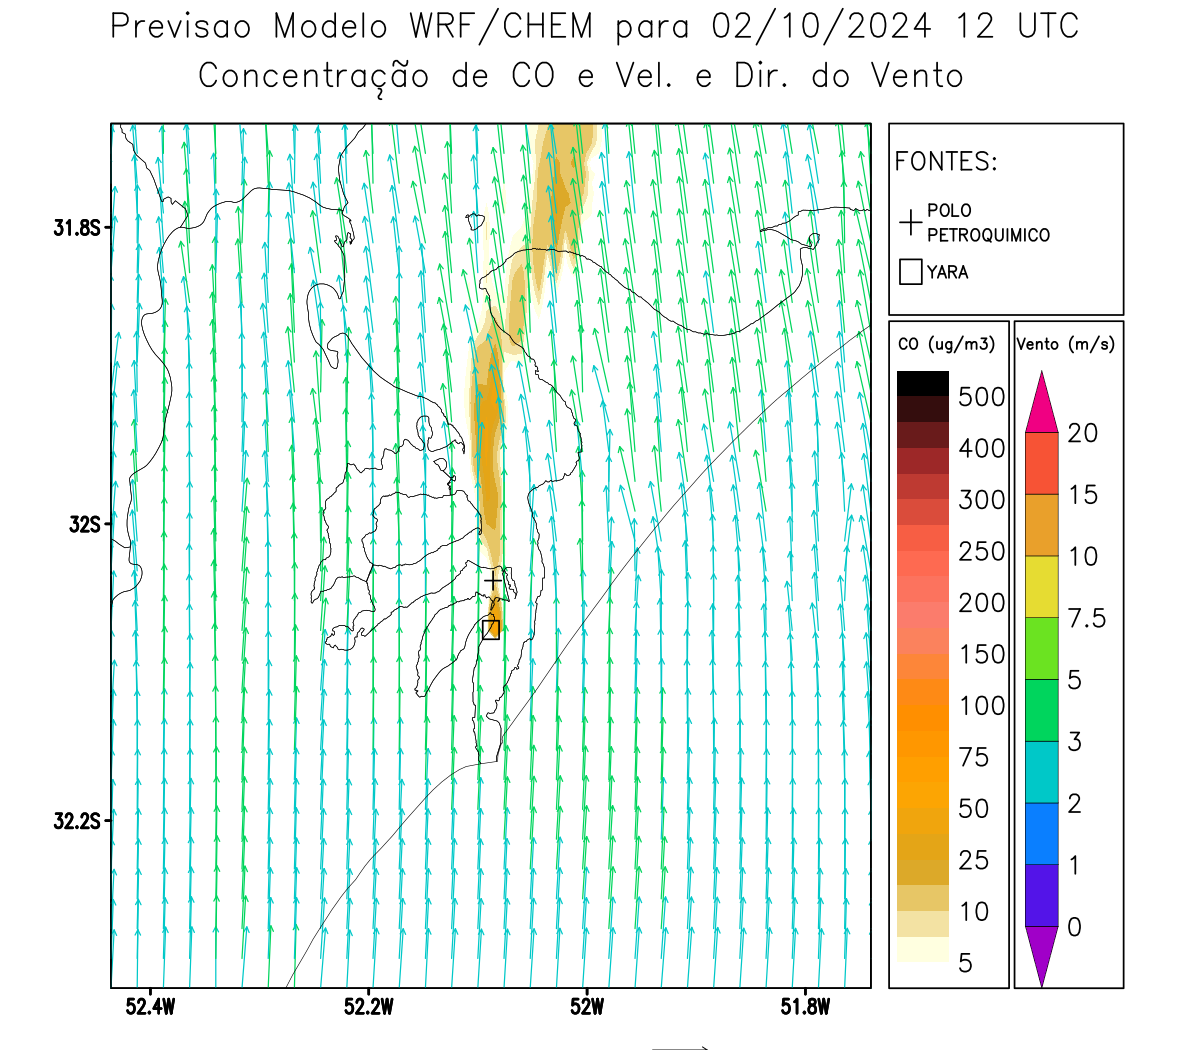 Previsao Modelo WRF/CHEM para 02/10/2024 12 UTC
Concentração de CO e Vel. e Dir. do Vento
FONTES:
POLO
PETROQUIMICO
YARA
CO (ug/m3)
500
400
300
250
200
150
100
75
50
25
10
5
Vento (m/s)
20
15
10
7.5
5
3
2
1
0
31.8S
32S
32.2S
52.4W
52.2W
52W
51.8W